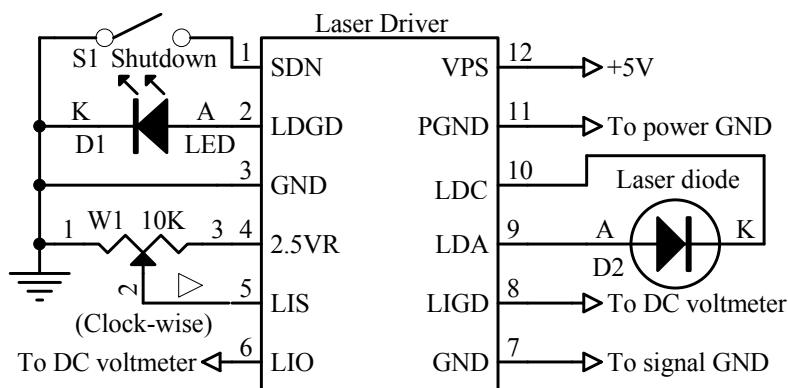 Laser Driver
S1 Shutdown 1 SDN VPS 12 +5V
K A 2 LDGD PGND 11 To power GND
D1 LED
3 GND LDC 10 Laser diode
1 W1 10K 3 4 2.5VR LDA 9 A K
D2
2 5 LIS LIGD 8 To DC voltmeter
(Clock-wise)
To DC voltmeter 6 LIO GND 7 To signal GND